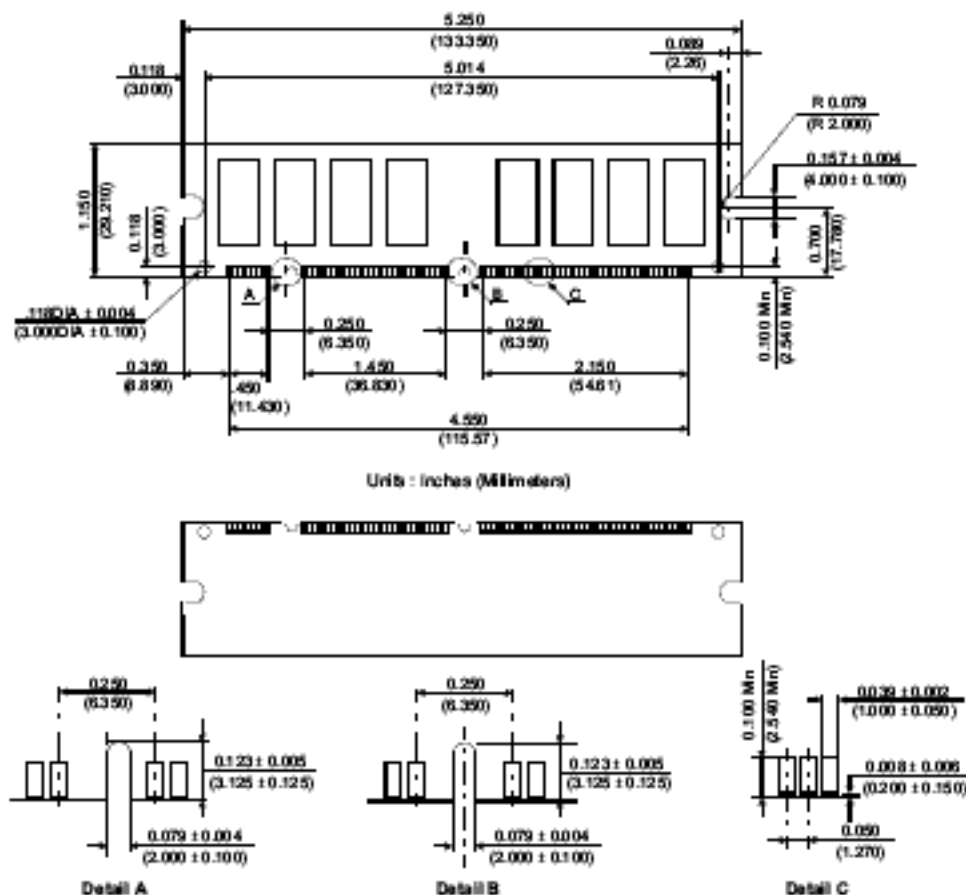 5.250
(133.350)
0.089
(2.26)
0.118
(3.000)
5.014
(127.350)
R 0.079
(R 2.000)
0.157 ± 0.004
(4.000 ± 0.100)
1.150
(29.210)
0.118
(3.000)
0.700
(17.780)
A
B
C
.118DIA ± 0.004
(3.000DIA ± 0.100)
0.250
(6.350)
0.250
(6.350)
0.100 Min
(2.540 Min)
0.350
(8.890)
.450
(11.430)
1.450
(36.830)
2.150
(54.61)
4.550
(115.57)
Units : Inches (Millimeters)
0.250
(6.350)
0.123 ± 0.005
(3.125 ± 0.125)
0.079 ± 0.004
(2.000 ± 0.100)
Detail A
0.250
(6.350)
0.123 ± 0.005
(3.125 ± 0.125)
0.079 ± 0.004
(2.000 ± 0.100)
Detail B
0.100 Min
(2.540 Min)
0.039 ± 0.002
(1.000 ± 0.050)
0.008 ± 0.006
(0.200 ± 0.150)
0.050
(1.270)
Detail C